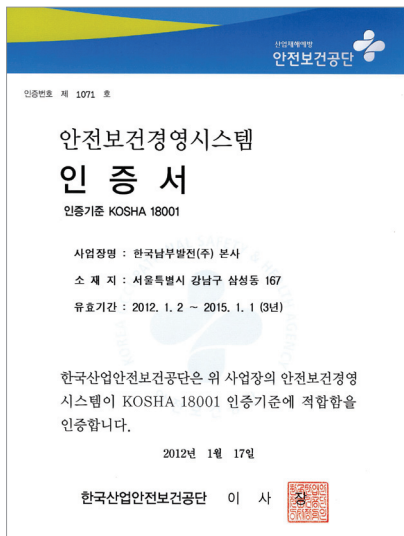 산업재해예방
안전보건공단
인증번호 제 1071 호
안전보건경영시스템
인 증 서
인증기준 KOSHA 18001
사업장명 : 한국남부발전(주) 본사
소 재 지 : 서울특별시 강남구 삼성동 167
유효기간 : 2012. 1. 2 ~ 2015. 1. 1 (3년)
한국산업안전보건공단은 위 사업장의 안전보건경영
시스템이 KOSHA 18001 인증기준에 적합함을
인증합니다.
2012년 1월 17일
한국산업안전보건공단 이 사 장